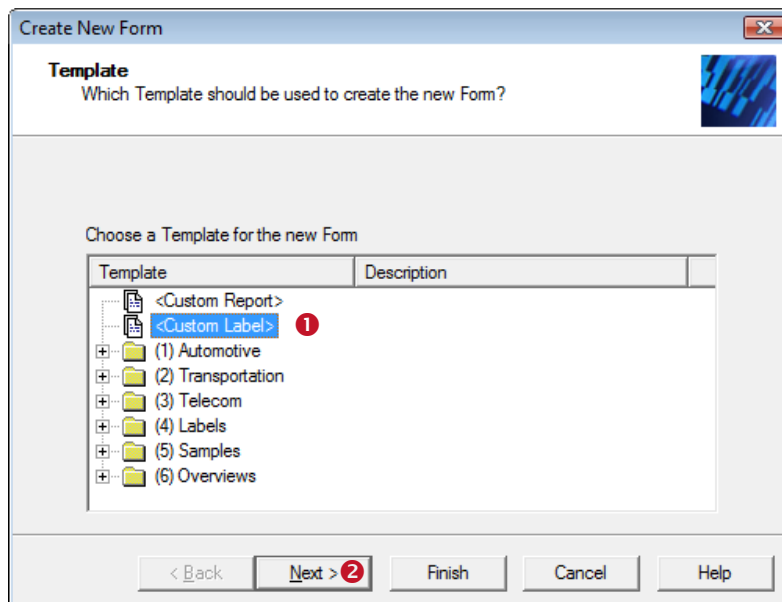 Create New Form
Template
Which Template should be used to create the new Form?
Choose a Template for the new Form
Template Description
<Custom Report>
<Custom Label> 1
(1) Automotive
(2) Transportation
(3) Telecom
(4) Labels
(5) Samples
(6) Overviews
< Back Next > 2 Finish Cancel Help